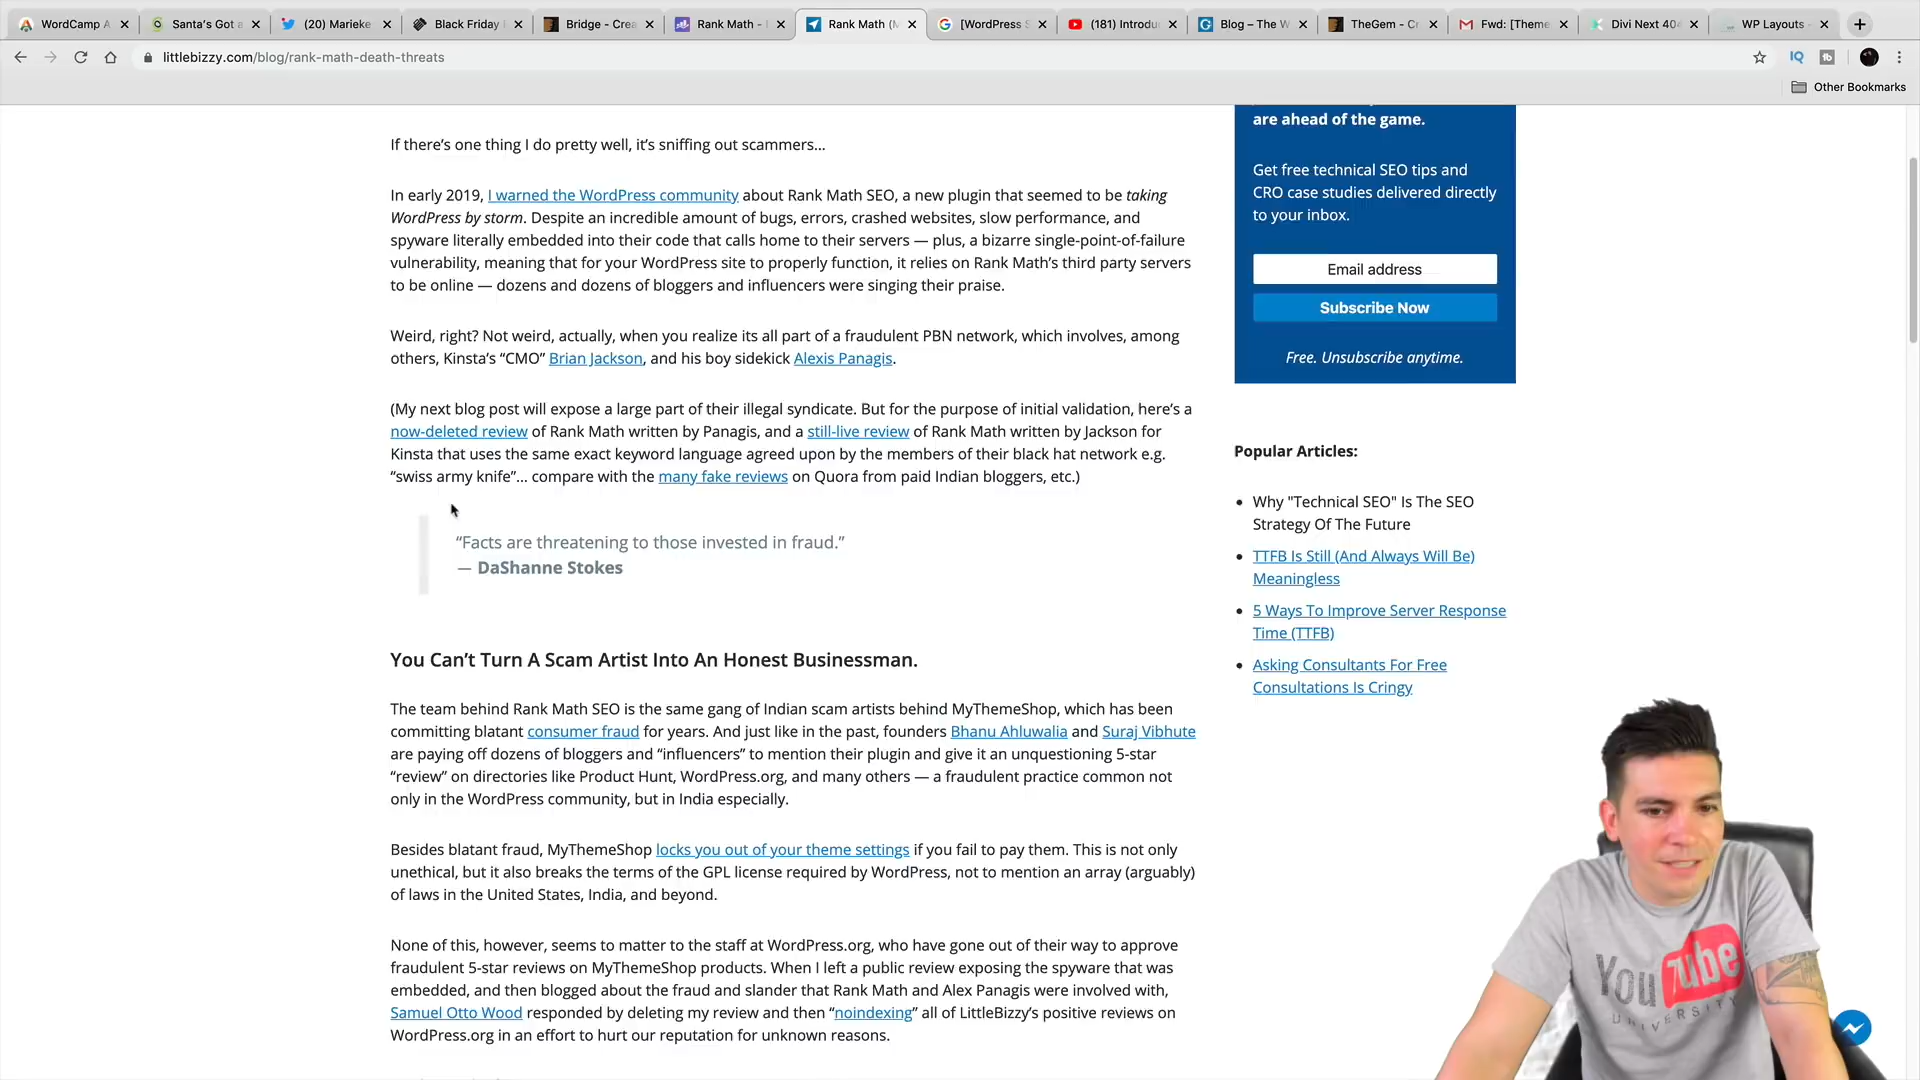 WordCamp A
Santa's Got a
(20) Marieke
Black Friday
Bridge - Crea
Rank Math -
Rank Math (M
[WordPress S
(181) Introdu
Blog – The W
TheGem - Cr
Fwd: [Theme
Divi Next 404
WP Layouts
littlebizzy.com/blog/rank-math-death-threats
IQ
tb
Other Bookmarks
If there's one thing I do pretty well, it's sniffing out scammers…
In early 2019, I warned the WordPress community about Rank Math SEO, a new plugin that seemed to be taking
WordPress by storm. Despite an incredible amount of bugs, errors, crashed websites, slow performance, and
spyware literally embedded into their code that calls home to their servers — plus, a bizarre single-point-of-failure
vulnerability, meaning that for your WordPress site to properly function, it relies on Rank Math's third party servers
to be online — dozens and dozens of bloggers and influencers were singing their praise.
Weird, right? Not weird, actually, when you realize its all part of a fraudulent PBN network, which involves, among
others, Kinsta's “CMO” Brian Jackson, and his boy sidekick Alexis Panagis.
(My next blog post will expose a large part of their illegal syndicate. But for the purpose of initial validation, here's a
now-deleted review of Rank Math written by Panagis, and a still-live review of Rank Math written by Jackson for
Kinsta that uses the same exact keyword language agreed upon by the members of their black hat network e.g.
“swiss army knife”… compare with the many fake reviews on Quora from paid Indian bloggers, etc.)
“Facts are threatening to those invested in fraud.”
— DaShanne Stokes
You Can't Turn A Scam Artist Into An Honest Businessman.
The team behind Rank Math SEO is the same gang of Indian scam artists behind MyThemeShop, which has been
committing blatant consumer fraud for years. And just like in the past, founders Bhanu Ahluwalia and Suraj Vibhute
are paying off dozens of bloggers and “influencers” to mention their plugin and give it an unquestioning 5-star
“review” on directories like Product Hunt, WordPress.org, and many others — a fraudulent practice common not
only in the WordPress community, but in India especially.
Besides blatant fraud, MyThemeShop locks you out of your theme settings if you fail to pay them. This is not only
unethical, but it also breaks the terms of the GPL license required by WordPress, not to mention an array (arguably)
of laws in the United States, India, and beyond.
None of this, however, seems to matter to the staff at WordPress.org, who have gone out of their way to approve
fraudulent 5-star reviews on MyThemeShop products. When I left a public review exposing the spyware that was
embedded, and then blogged about the fraud and slander that Rank Math and Alex Panagis were involved with,
Samuel Otto Wood responded by deleting my review and then “noindexing” all of LittleBizzy's positive reviews on
WordPress.org in an effort to hurt our reputation for unknown reasons.
are ahead of the game.
Get free technical SEO tips and
CRO case studies delivered directly
to your inbox.
Email address
Subscribe Now
Free. Unsubscribe anytime.
Popular Articles:
Why "Technical SEO" Is The SEO
Strategy Of The Future
TTFB Is Still (And Always Will Be)
Meaningless
5 Ways To Improve Server Response
Time (TTFB)
Asking Consultants For Free
Consultations Is Cringy
You Tube
UNIVERSITY